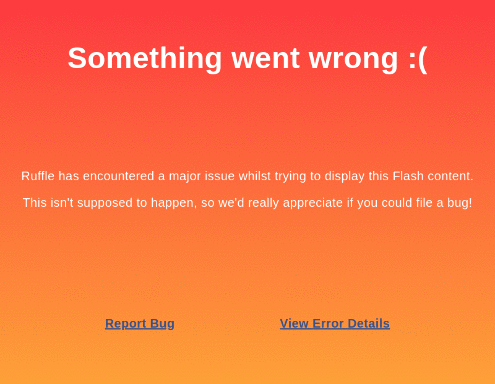 Something went wrong :(
Ruffle has encountered a major issue whilst trying to display this Flash content.
This isn't supposed to happen, so we'd really appreciate if you could file a bug!
Report Bug
View Error Details